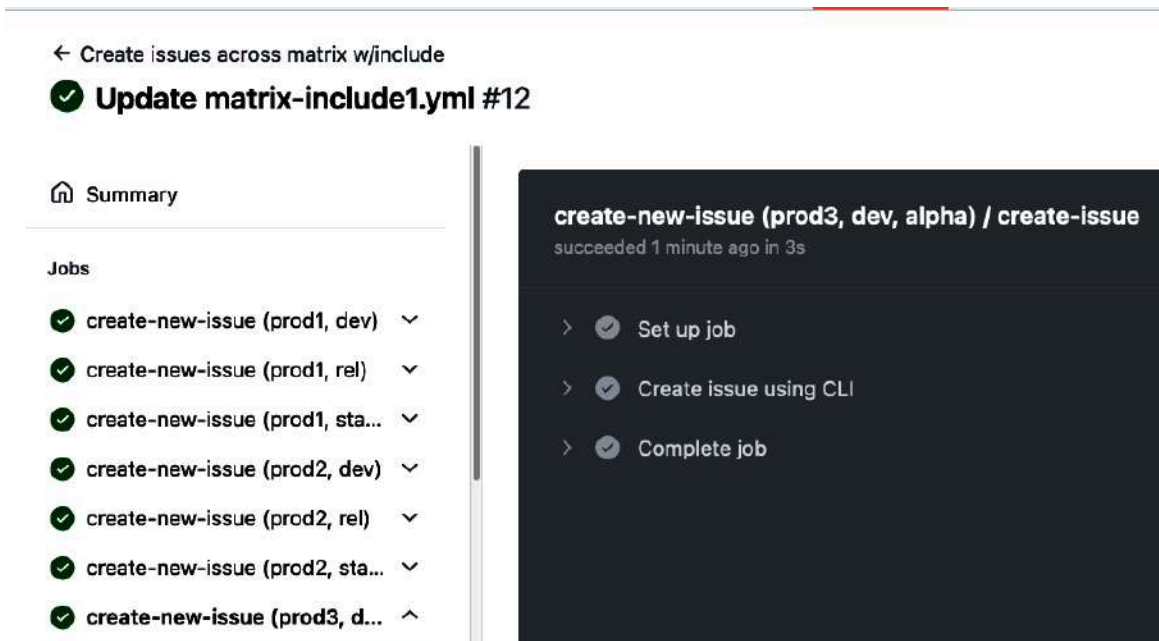 ← Create issues across matrix w/include
Update matrix-include1.yml #12
Summary
Jobs
create-new-issue (prod1, dev)
create-new-issue (prod1, rel)
create-new-issue (prod1, sta...
create-new-issue (prod2, dev)
create-new-issue (prod2, rel)
create-new-issue (prod2, sta...
create-new-issue (prod3, d...
create-new-issue (prod3, dev, alpha) / create-issue
succeeded 1 minute ago in 3s
Set up job
Create issue using CLI
Complete job